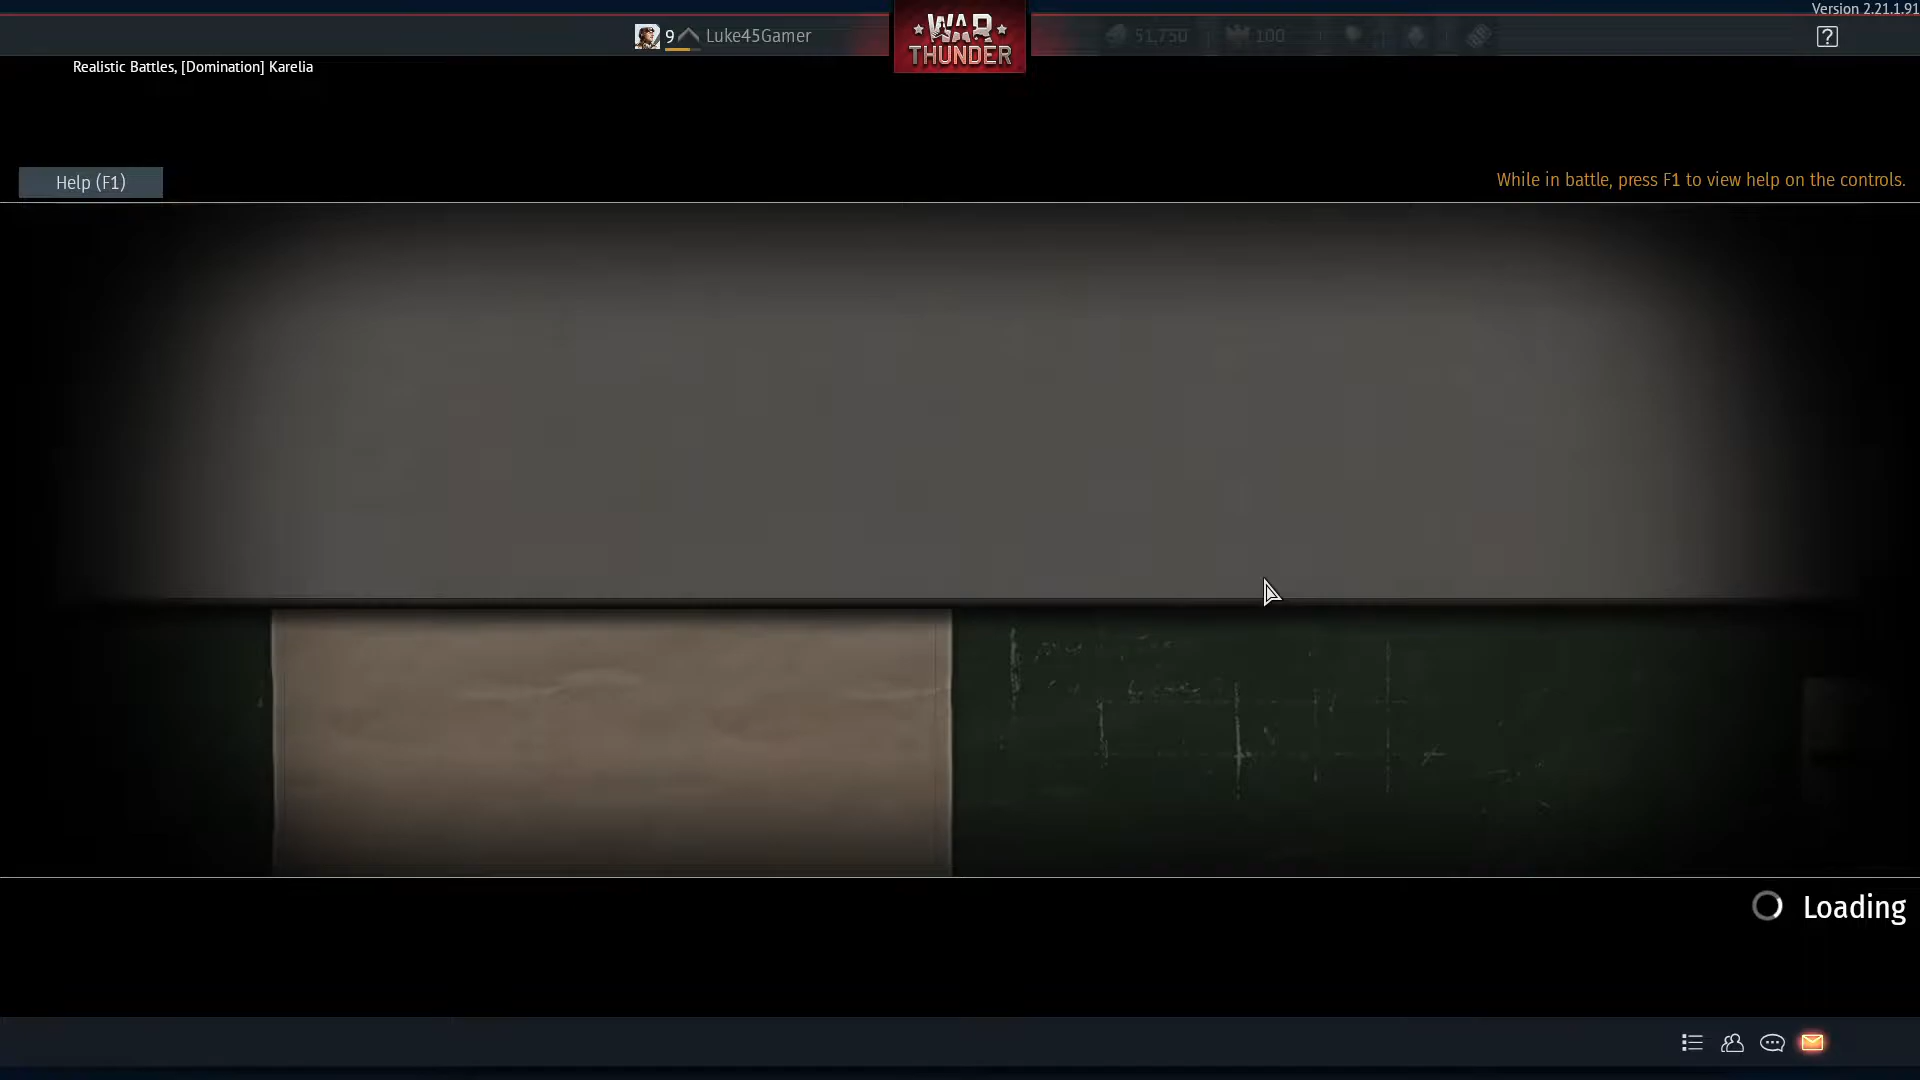 Version 2.21.1.91
9 Luke45Gamer
WAR
THUNDER
51,750
100
Realistic Battles, [Domination] Karelia
Help (F1)
While in battle, press F1 to view help on the controls.
Loading